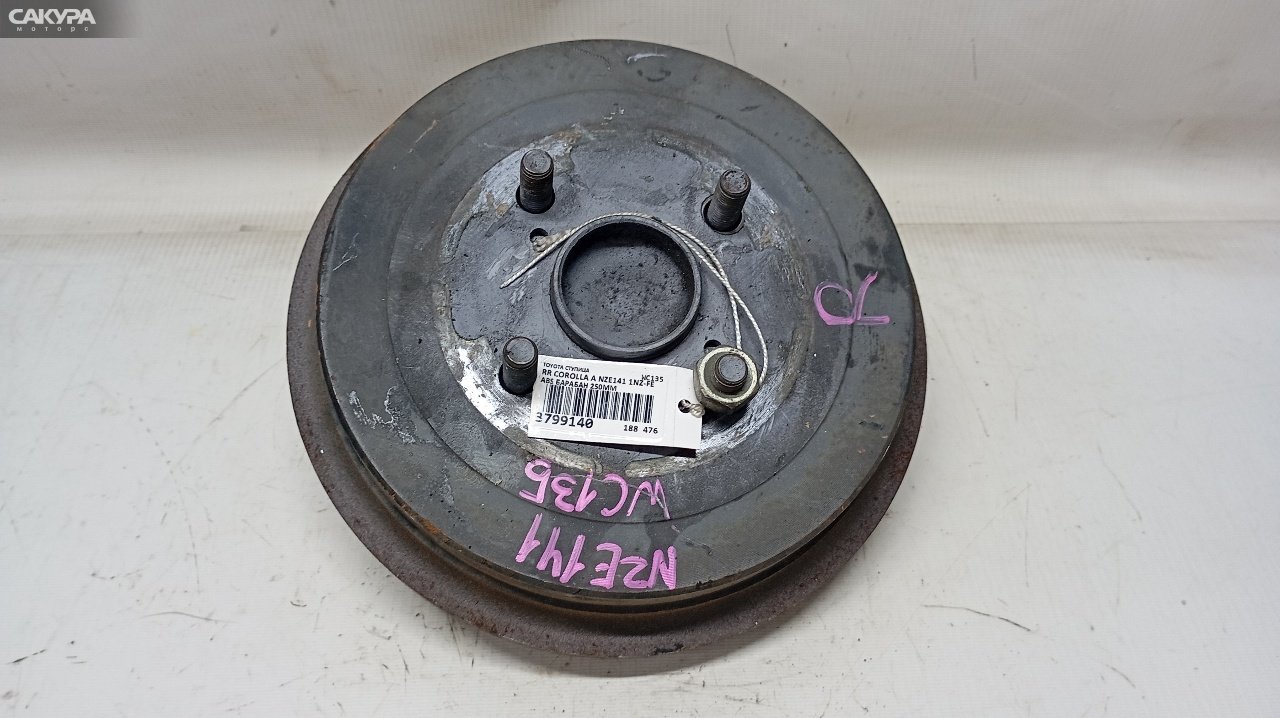 САКУРА
моторс
TOYOTA СТУПИЦА
RR COROLLA A NZE141 1NZ-FE WC135
ABS БАРАБАН 250ММ
3799140
188 476
WC135
NZE141